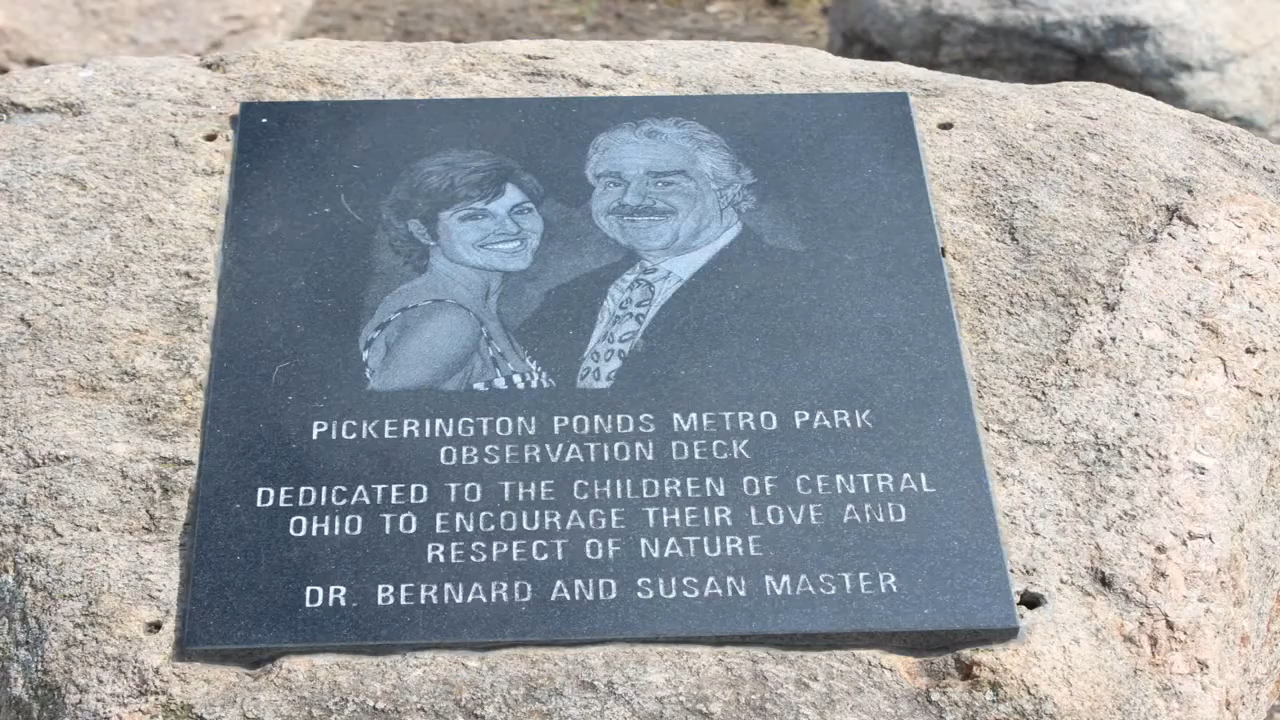 PICKERINGTON PONDS METRO PARK
OBSERVATION DECK
DEDICATED TO THE CHILDREN OF CENTRAL
OHIO TO ENCOURAGE THEIR LOVE AND
RESPECT OF NATURE.
DR. BERNARD AND SUSAN MASTER